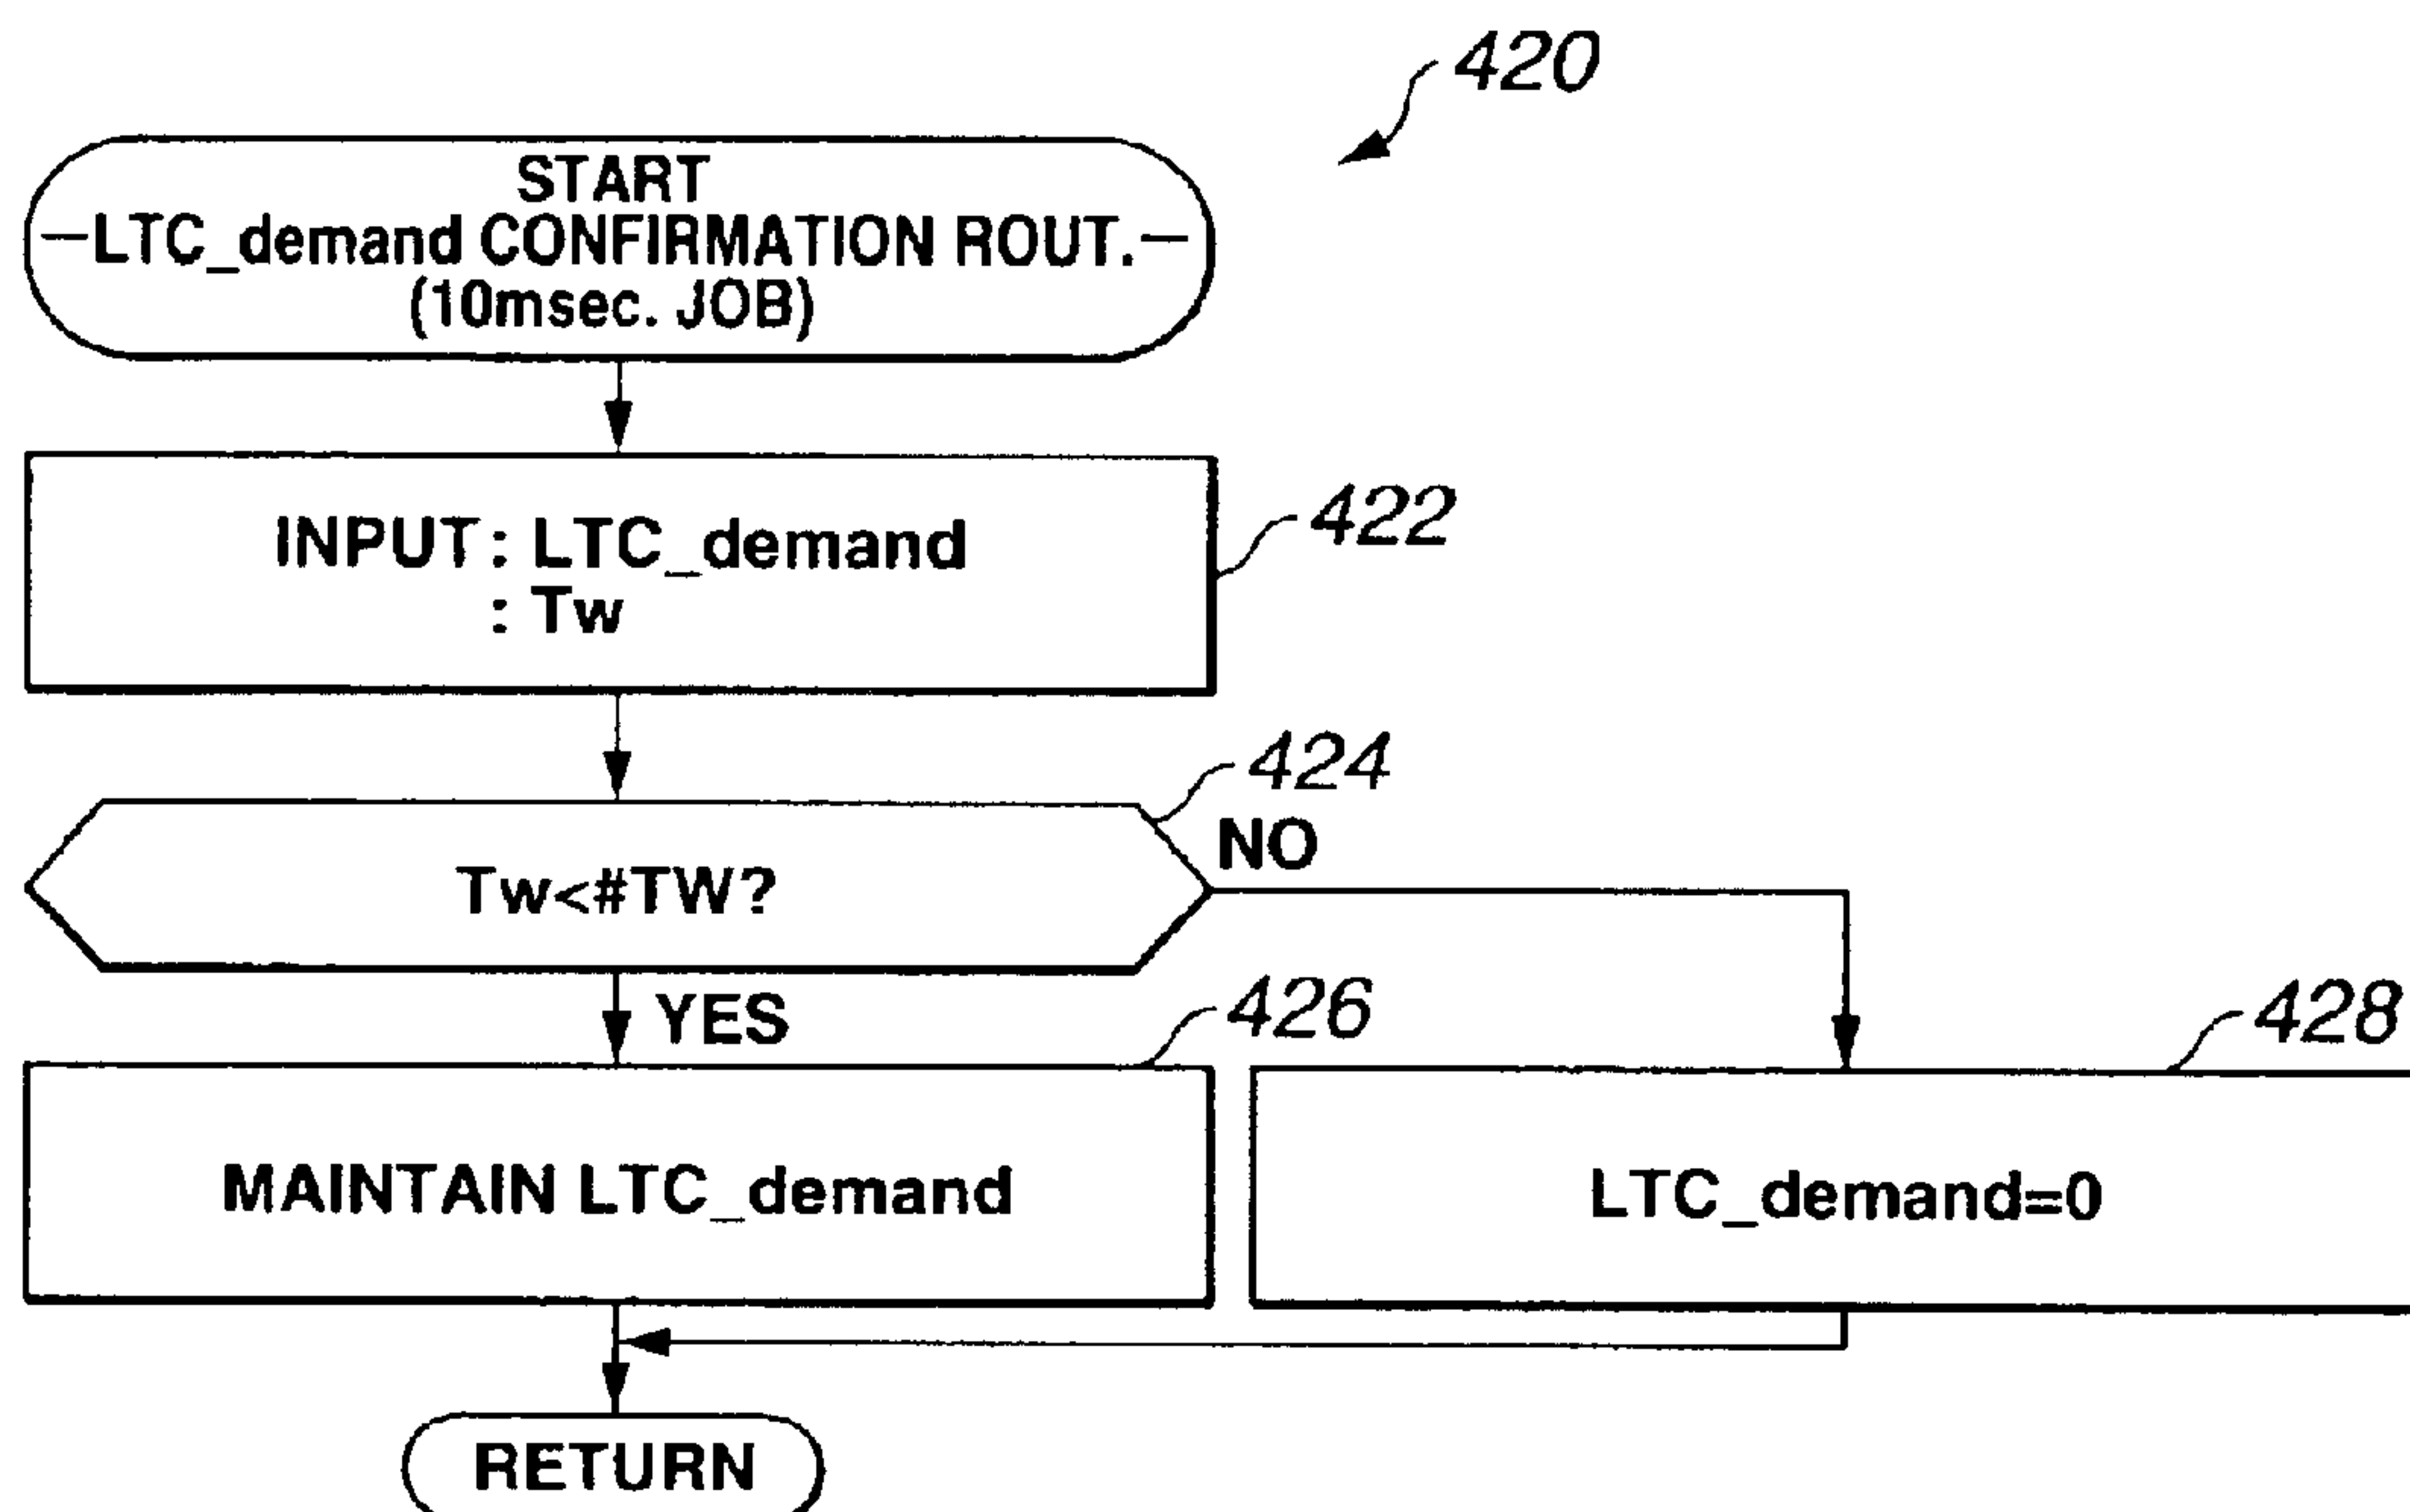 420
START
—LTC_demand CONFIRMATION ROUT.—
(10msec. JOB)
INPUT : LTC_demand
: Tw
422
424
Tw<#TW?
NO
YES
426
428
MAINTAIN LTC_demand
LTC_demand=0
RETURN